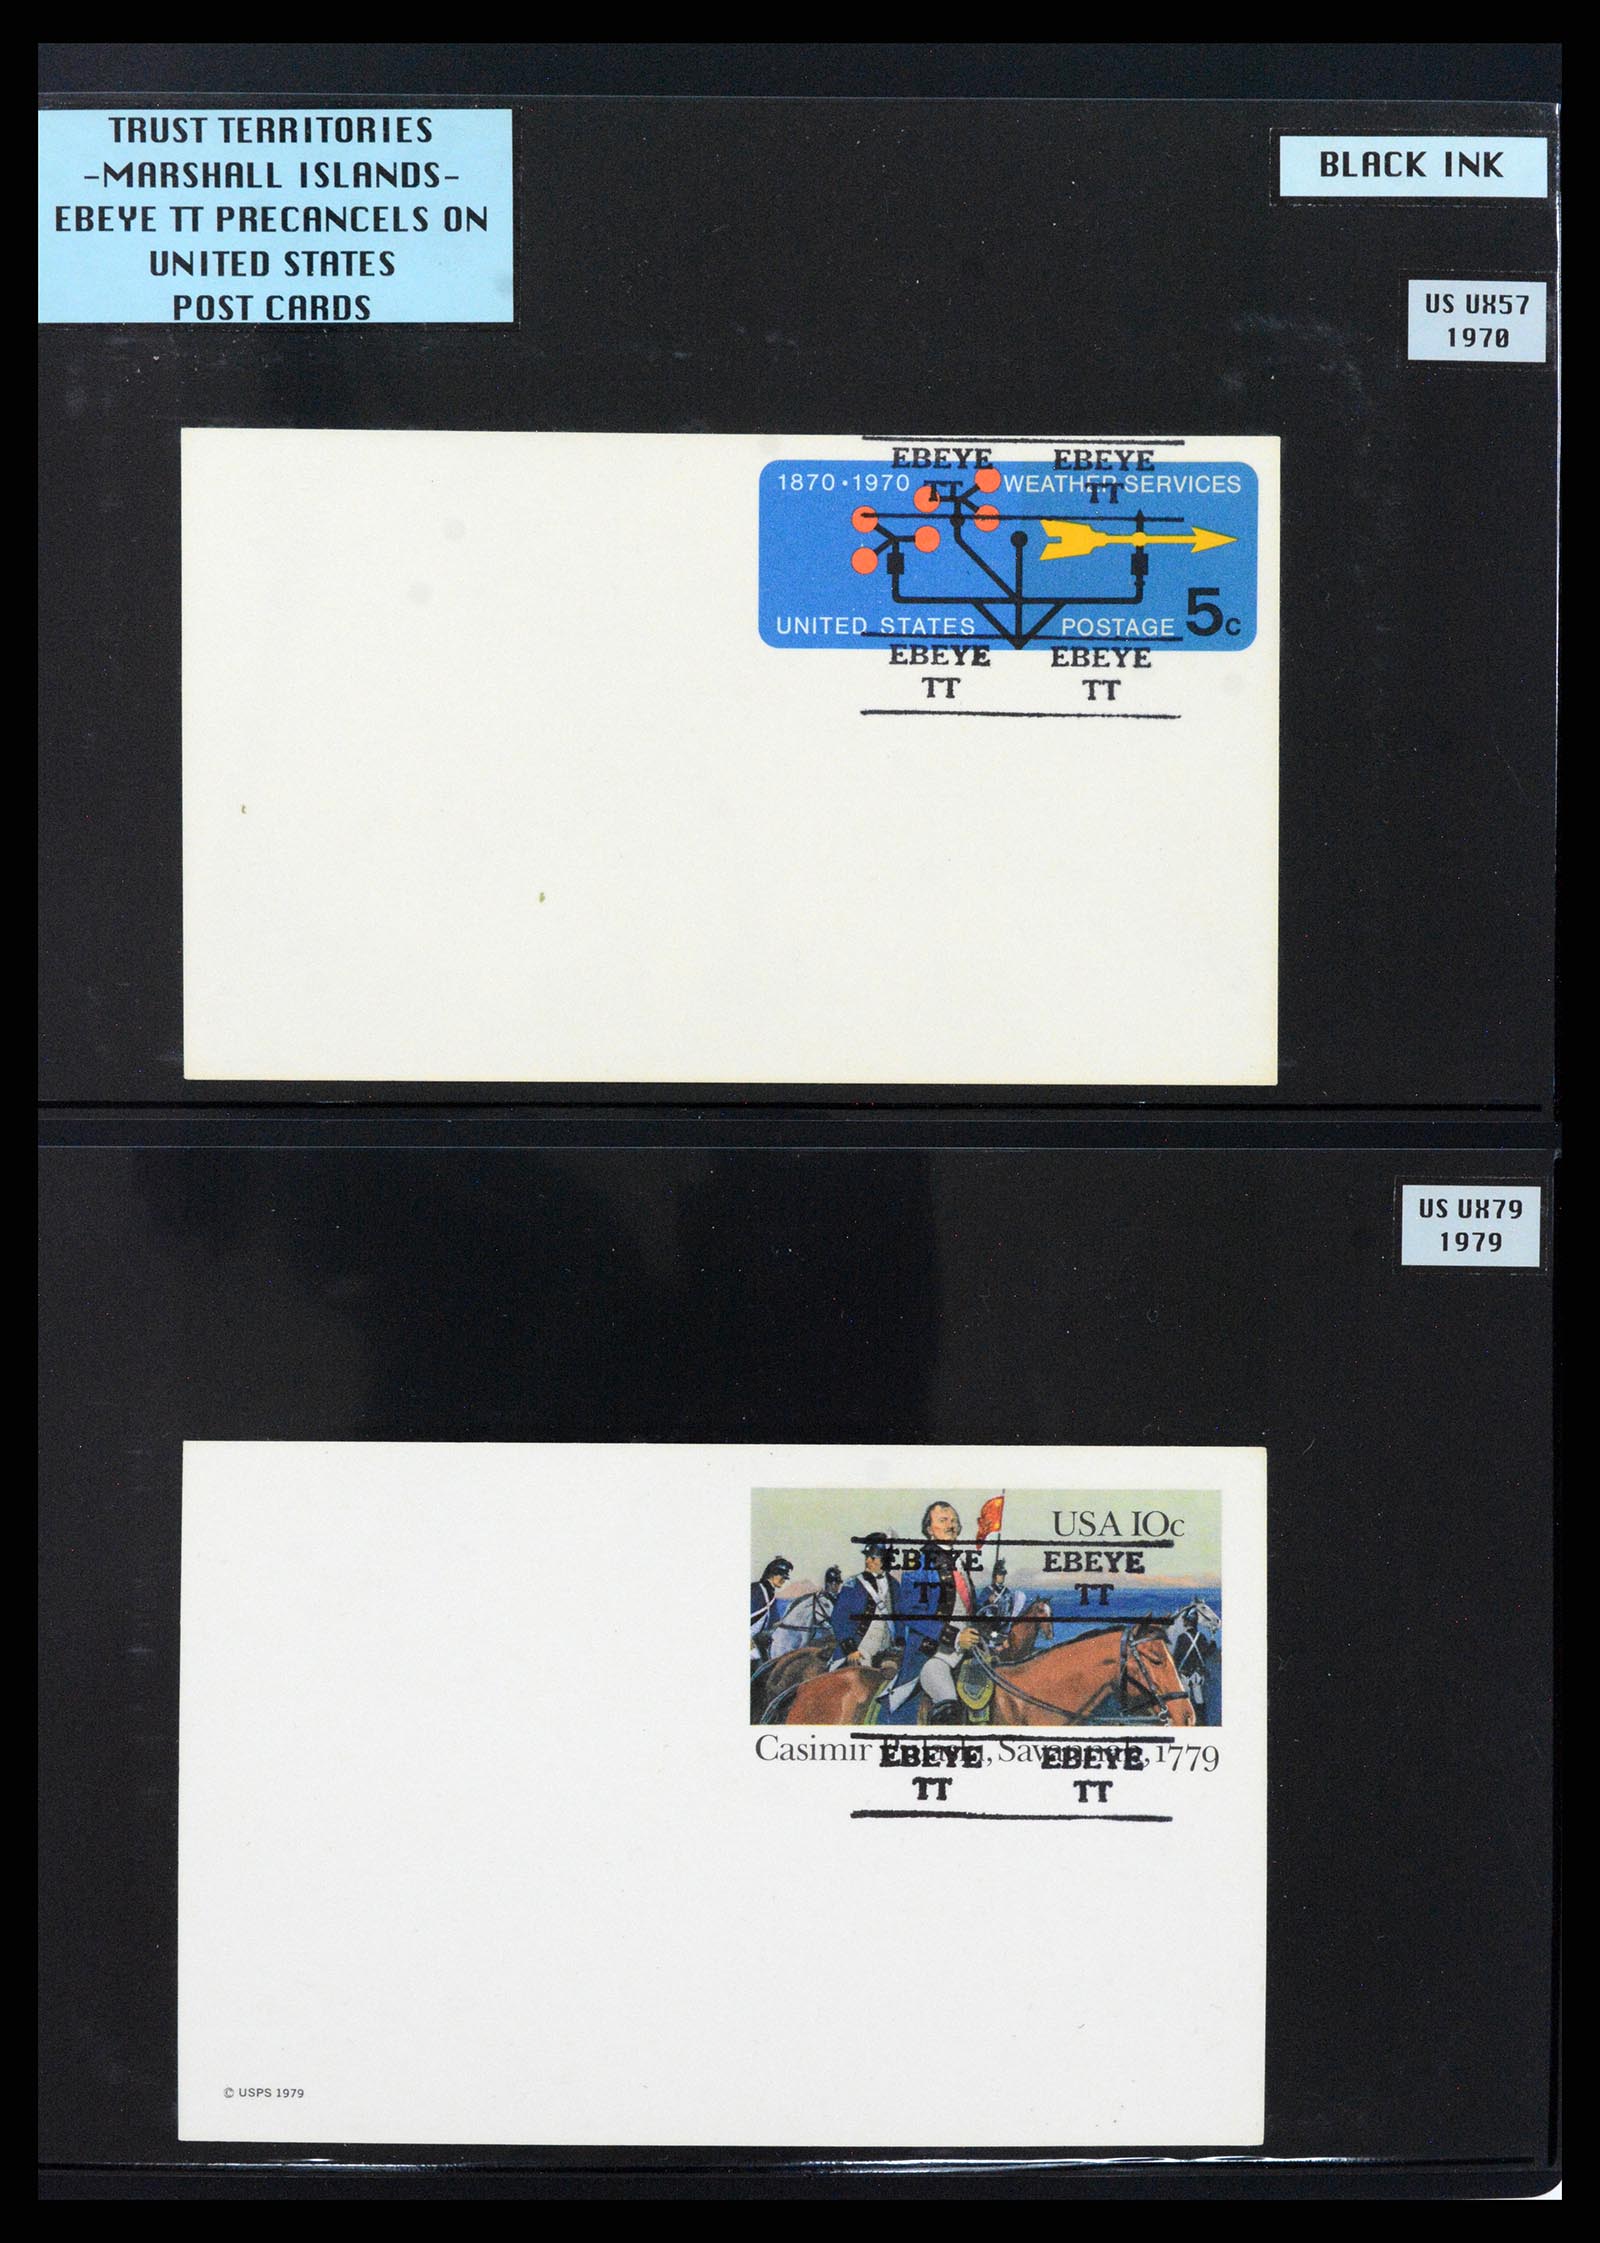 TRUST TERRITORIES
-MARSHALL ISLANDS-
EBEYE TT PRECANCELS ON
UNITED STATES
POST CARDS
BLACK INK
US UX57
1970
EBEYE EBEYE
TT TT
1870 • 1970 WEATHER SERVICES
UNITED STATES POSTAGE 5c
EBEYE EBEYE
TT TT
US UX79
1979
USA 10c
EBEYE EBEYE
TT TT
Casimir Pulaski, Savannah, 1779
EBEYE EBEYE
TT TT
© USPS 1979